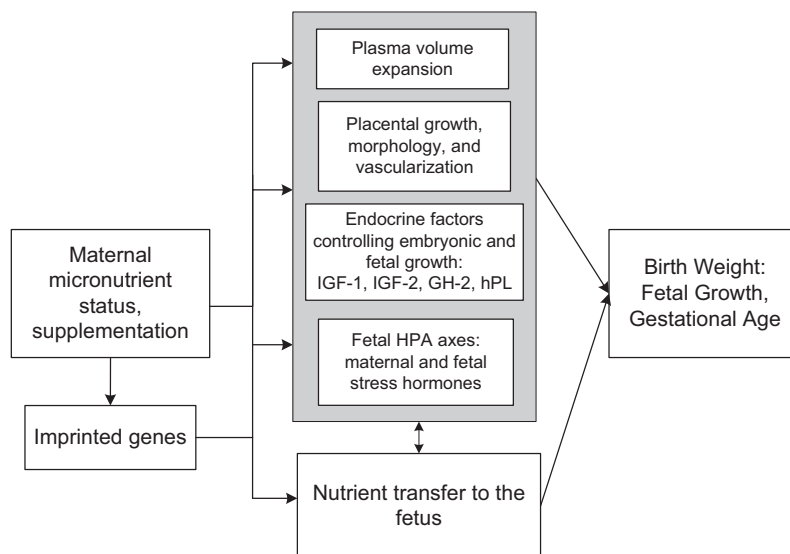 Plasma volume
expansion
Placental growth,
morphology, and
vascularization
Endocrine factors
controlling embryonic and
fetal growth:
IGF-1, IGF-2, GH-2, hPL
Fetal HPA axes:
maternal and fetal
stress hormones
Maternal
micronutrient
status,
supplementation
Imprinted genes
Nutrient transfer to the
fetus
Birth Weight:
Fetal Growth,
Gestational Age